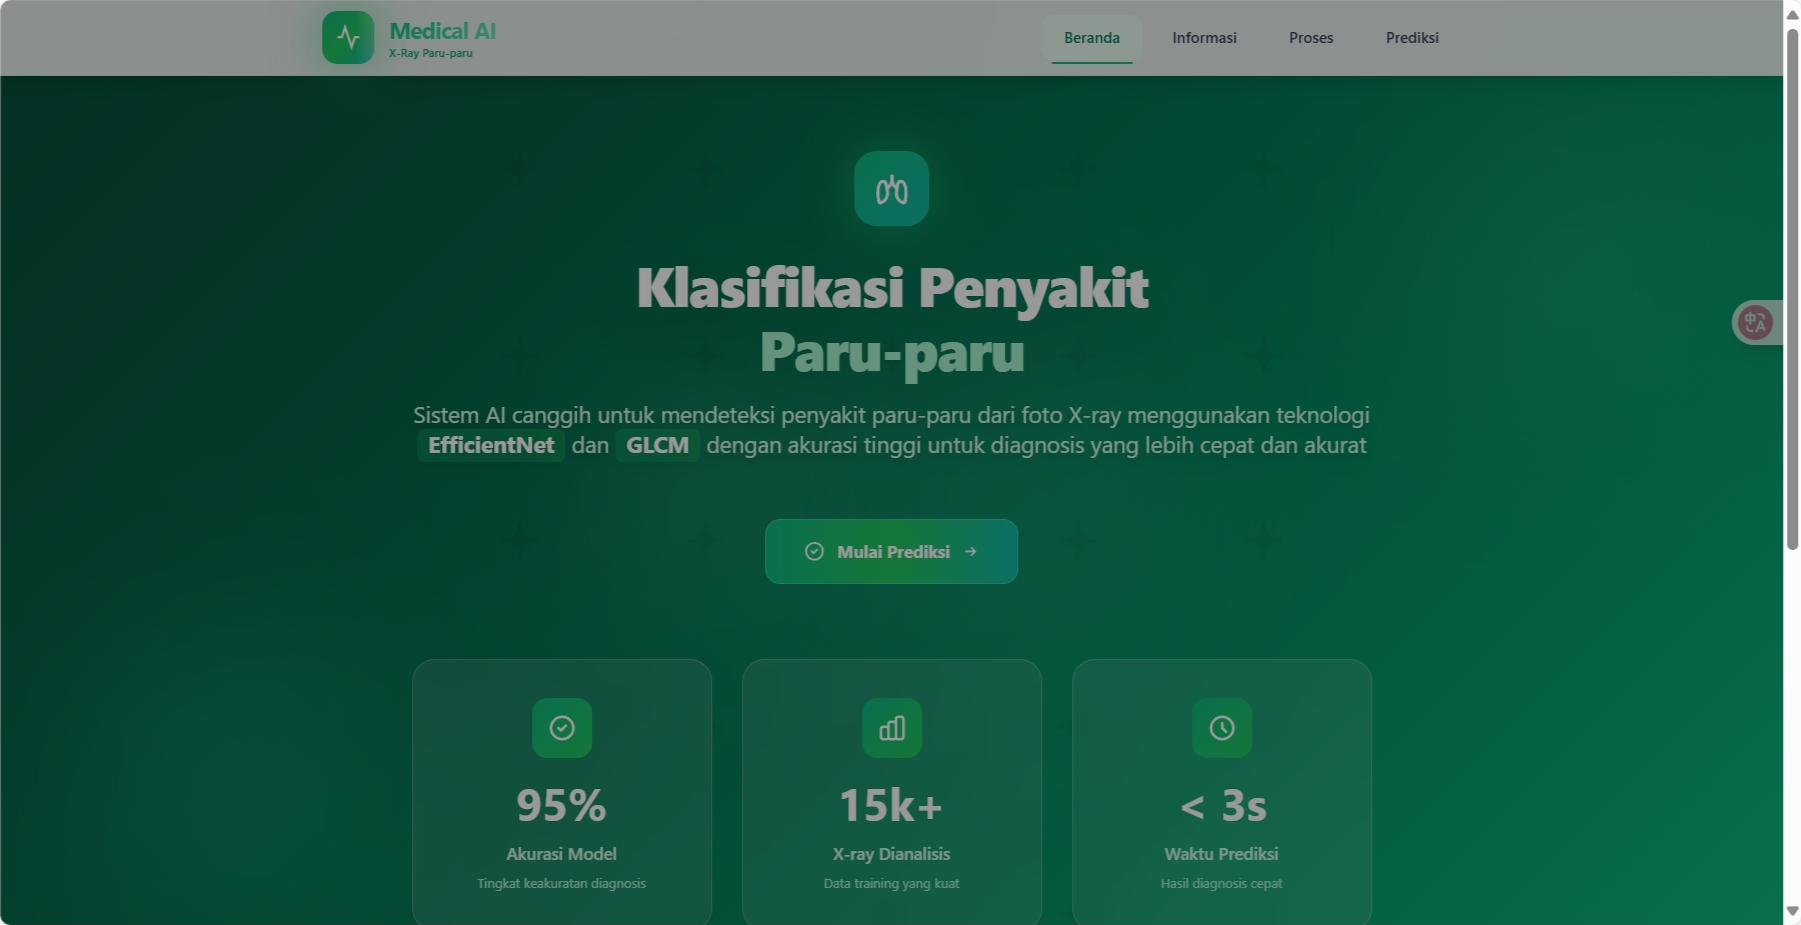 Medical AI
X-Ray Paru-paru
Beranda
Informasi
Proses
Prediksi
Klasifikasi Penyakit
Paru-paru
Sistem AI canggih untuk mendeteksi penyakit paru-paru dari foto X-ray menggunakan teknologi
EfficientNet dan GLCM dengan akurasi tinggi untuk diagnosis yang lebih cepat dan akurat
Mulai Prediksi →
中A
95%
Akurasi Model
Tingkat keakuratan diagnosis
15k+
X-ray Dianalisis
Data training yang kuat
< 3s
Waktu Prediksi
Hasil diagnosis cepat